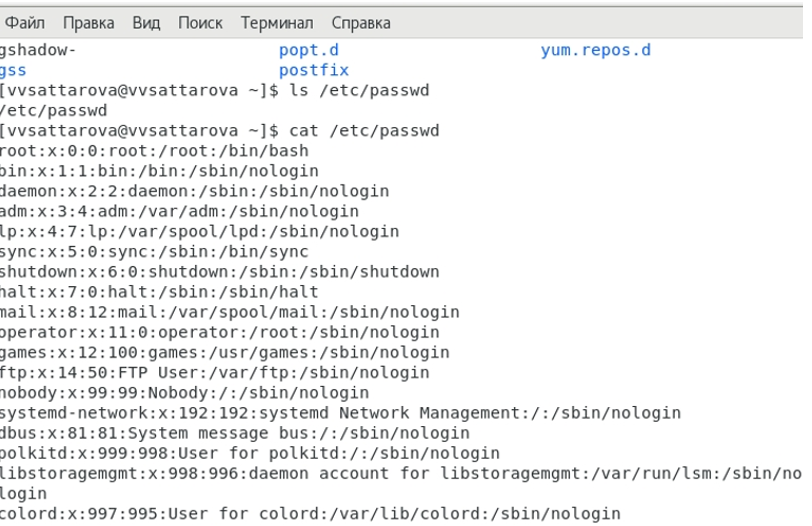 Файл Правка Вид Поиск Терминал Справка
gshadow- popt.d yum.repos.d
gss postfix
[vvsattarova@vvsattarova ~]$ ls /etc/passwd
/etc/passwd
[vvsattarova@vvsattarova ~]$ cat /etc/passwd
root:x:0:0:root:/root:/bin/bash
bin:x:1:1:bin:/bin:/sbin/nologin
daemon:x:2:2:daemon:/sbin:/sbin/nologin
adm:x:3:4:adm:/var/adm:/sbin/nologin
lp:x:4:7:lp:/var/spool/lpd:/sbin/nologin
sync:x:5:0:sync:/sbin:/bin/sync
shutdown:x:6:0:shutdown:/sbin:/sbin/shutdown
halt:x:7:0:halt:/sbin:/sbin/halt
mail:x:8:12:mail:/var/spool/mail:/sbin/nologin
operator:x:11:0:operator:/root:/sbin/nologin
games:x:12:100:games:/usr/games:/sbin/nologin
ftp:x:14:50:FTP User:/var/ftp:/sbin/nologin
nobody:x:99:99:Nobody:/:/sbin/nologin
systemd-network:x:192:192:systemd Network Management:/:/sbin/nologin
dbus:x:81:81:System message bus:/:/sbin/nologin
polkitd:x:999:998:User for polkitd:/:/sbin/nologin
libstoragemgmt:x:998:996:daemon account for libstoragemgmt:/var/run/lsm:/sbin/no
login
colord:x:997:995:User for colord:/var/lib/colord:/sbin/nologin